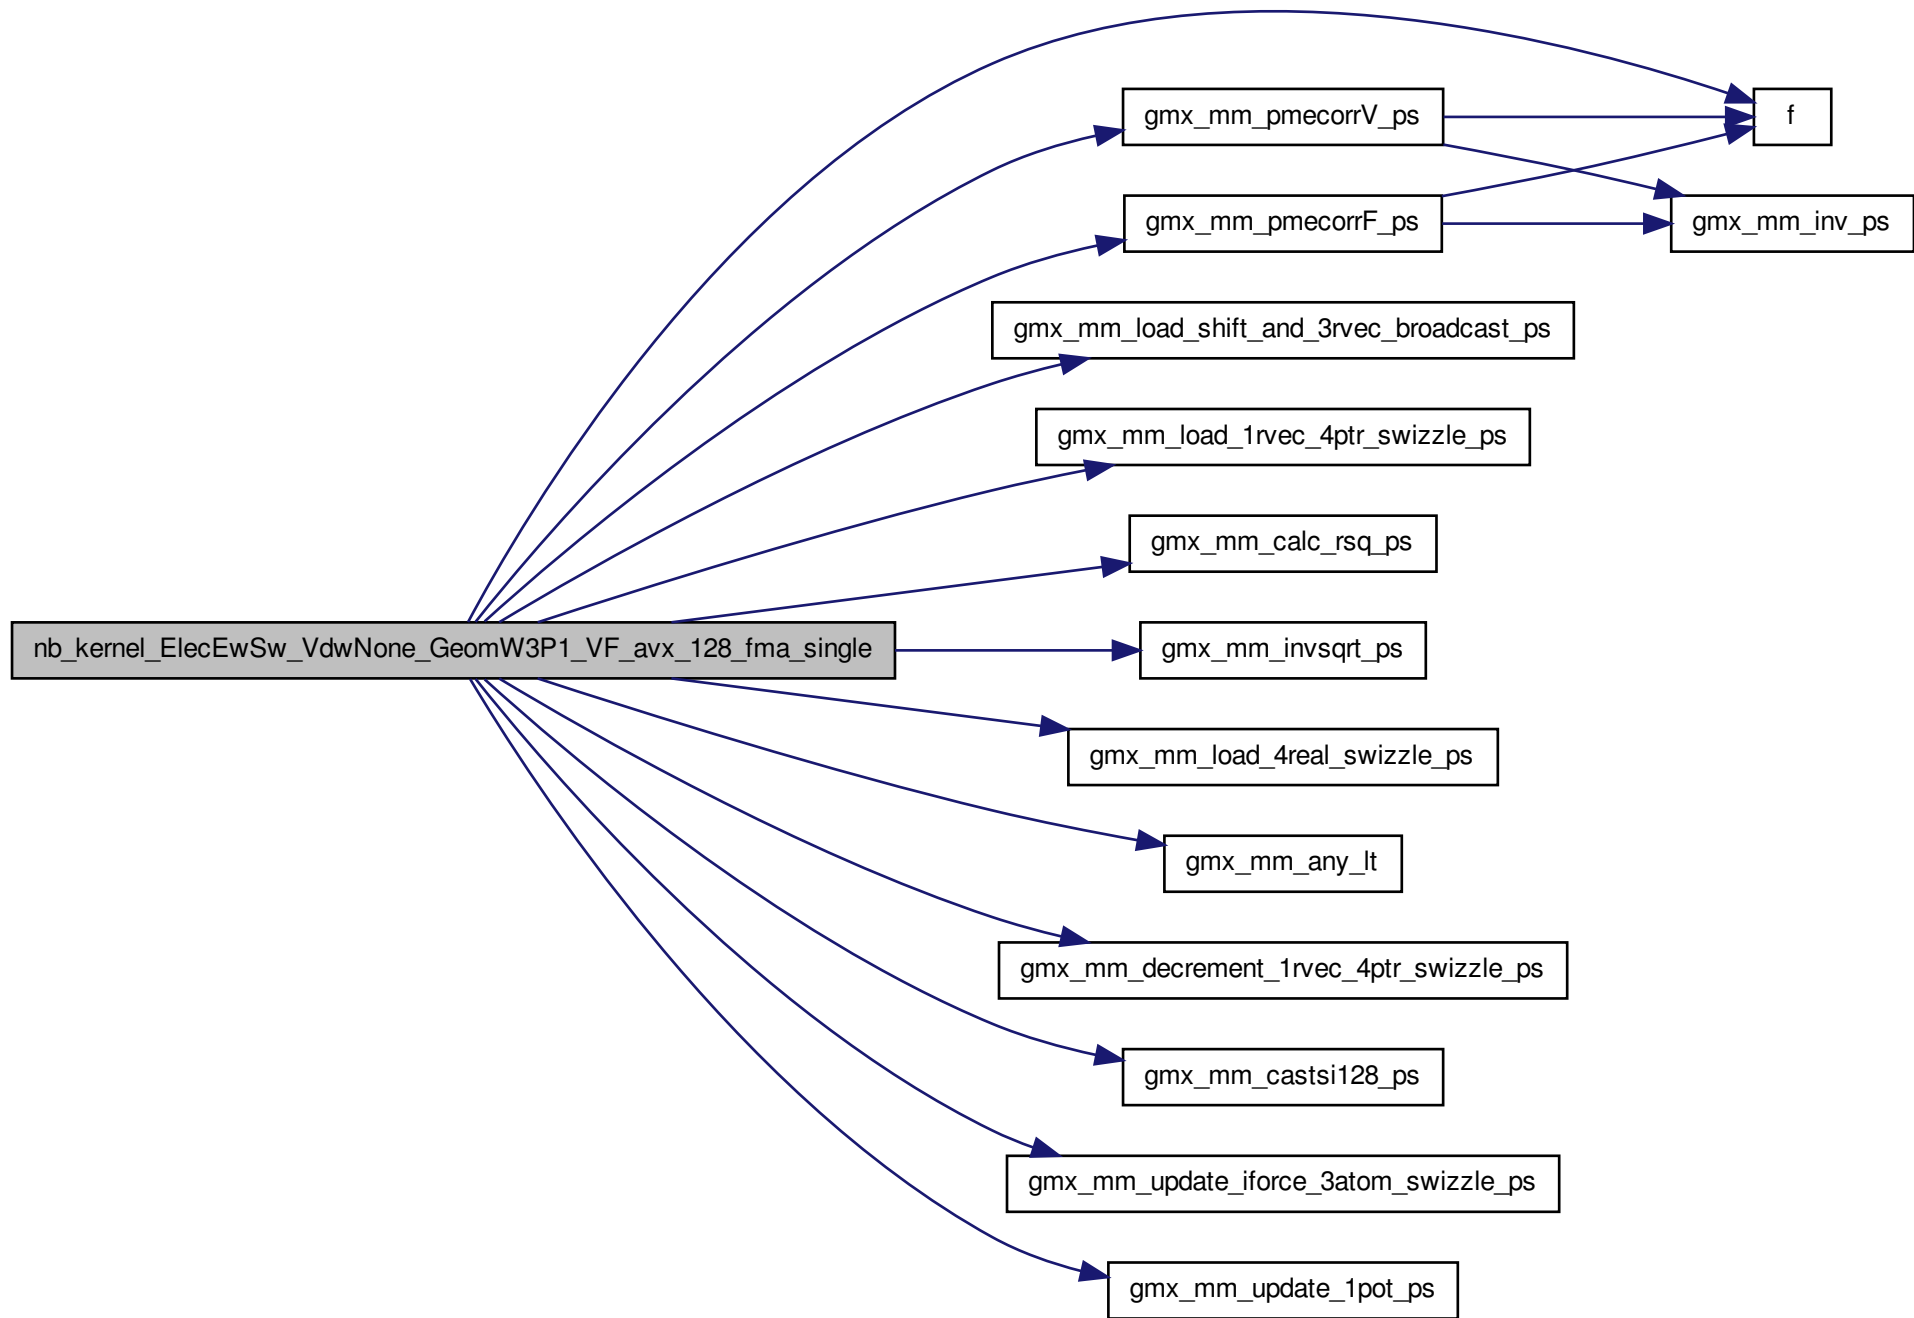 gmx_mm_pmecorrV_ps
f
gmx_mm_pmecorrF_ps
gmx_mm_inv_ps
gmx_mm_load_shift_and_3rvec_broadcast_ps
gmx_mm_load_1rvec_4ptr_swizzle_ps
gmx_mm_calc_rsq_ps
nb_kernel_ElecEwSw_VdwNone_GeomW3P1_VF_avx_128_fma_single
gmx_mm_invsqrt_ps
gmx_mm_load_4real_swizzle_ps
gmx_mm_any_lt
gmx_mm_decrement_1rvec_4ptr_swizzle_ps
gmx_mm_castsi128_ps
gmx_mm_update_iforce_3atom_swizzle_ps
gmx_mm_update_1pot_ps